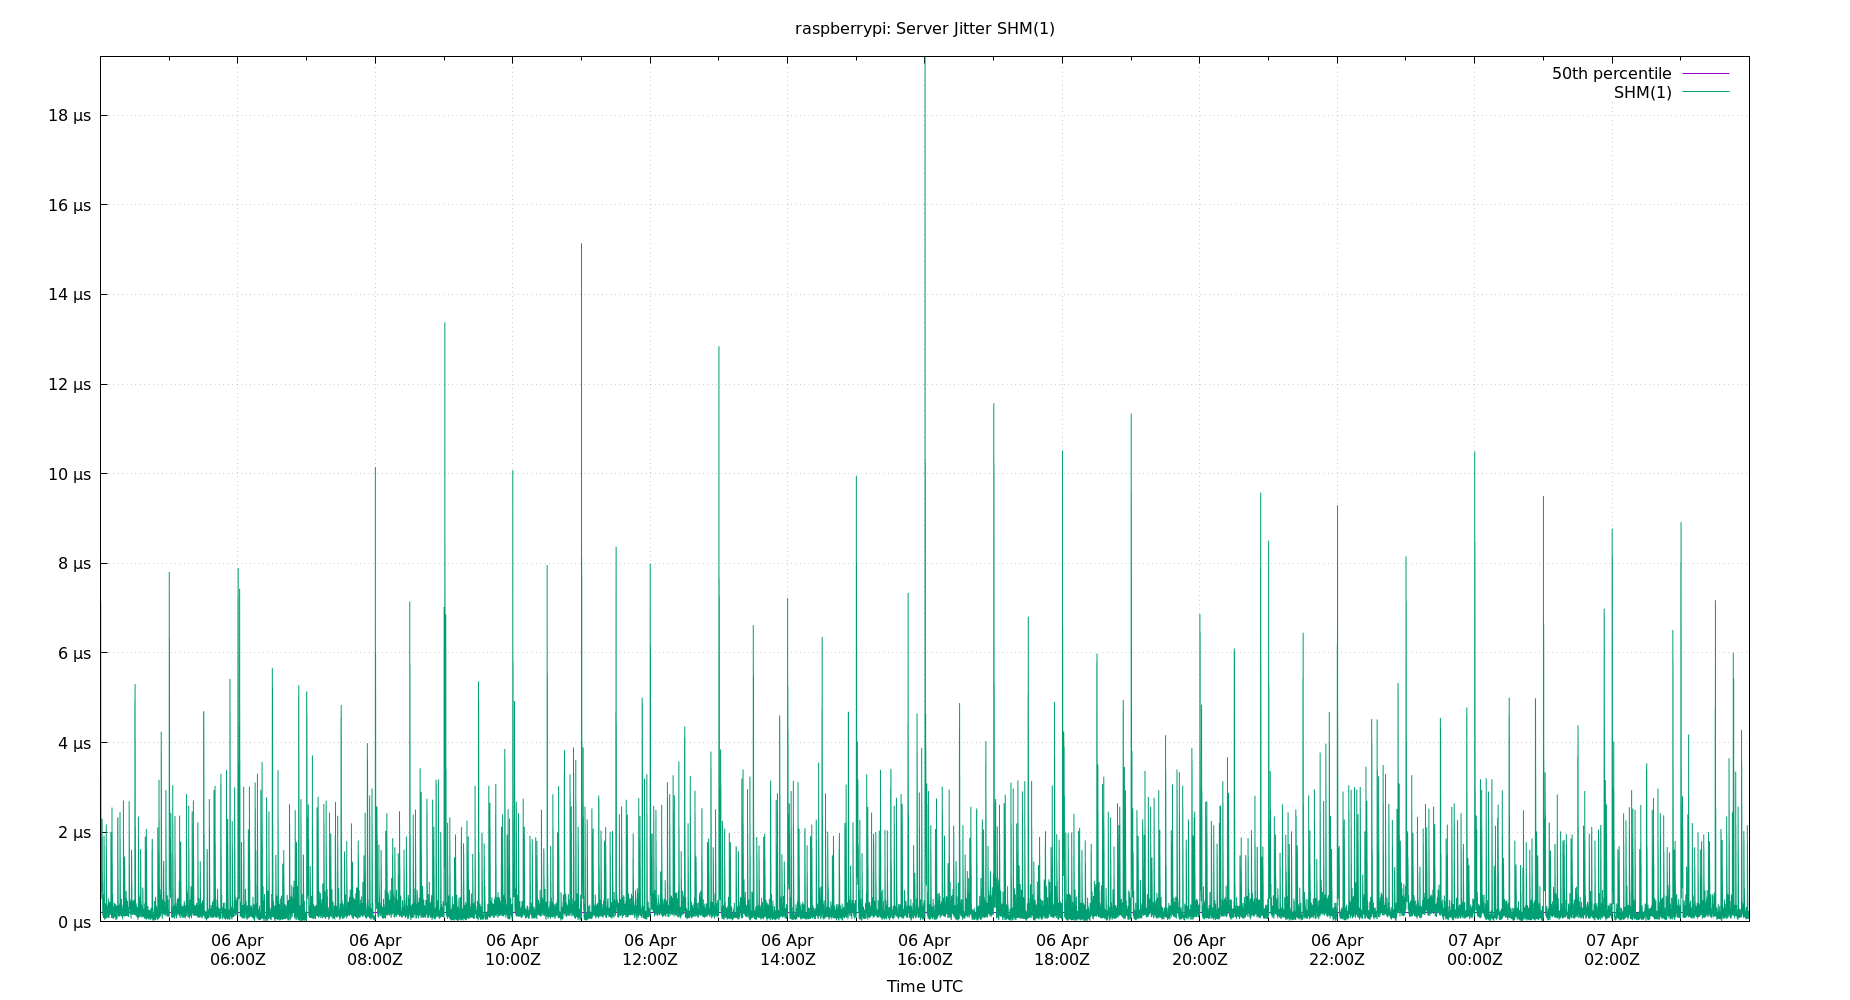 raspberrypi: Server Jitter SHM(1)
50th percentile
SHM(1)
18 µs
16 µs
14 µs
12 µs
10 µs
8 µs
6 µs
4 µs
2 µs
0 µs
06 Apr 06 Apr 06 Apr 06 Apr 06 Apr 06 Apr 06 Apr 06 Apr 06 Apr 07 Apr 07 Apr
06:00Z 08:00Z 10:00Z 12:00Z 14:00Z 16:00Z 18:00Z 20:00Z 22:00Z 00:00Z 02:00Z
Time UTC